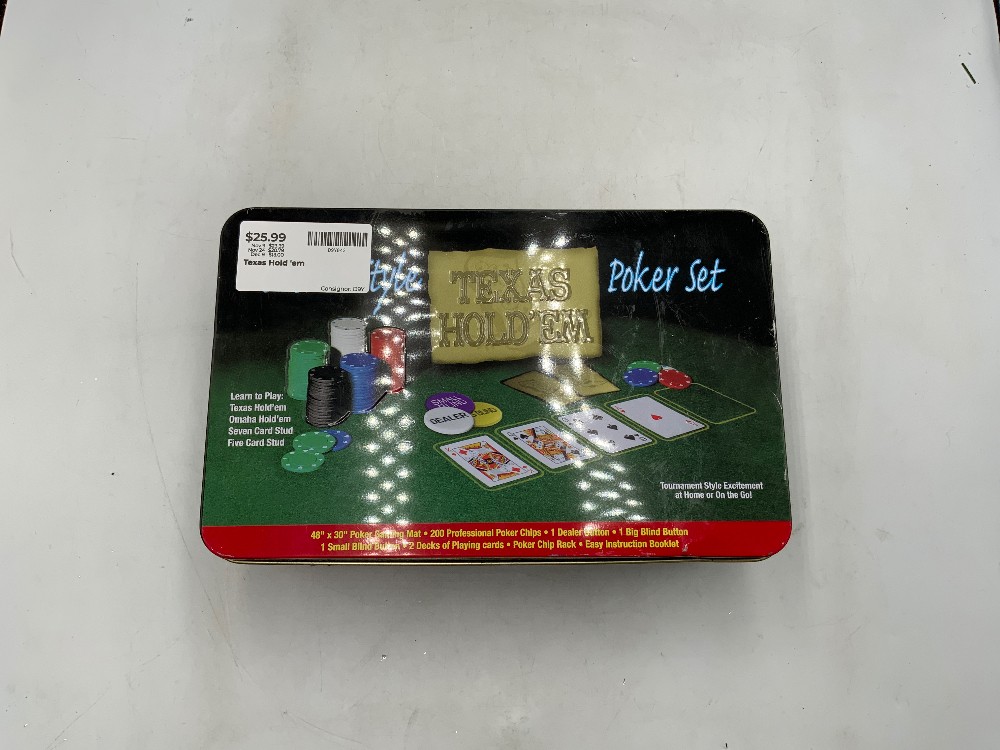 $25.99
Texas Hold 'em
Consignor: D9Y
Style
TEXAS
HOLD'EM
Poker Set
Learn to Play:
Texas Hold'em
Omaha Hold'em
Seven Card Stud
Five Card Stud
SMALL
BLIND
DEALER
BLIND
Tournament Style Excitement
at Home or On the Go!
48" x 30" Poker Gaming Mat • 200 Professional Poker Chips • 1 Dealer Button • 1 Big Blind Button
1 Small Blind Button • 2 Decks of Playing cards • Poker Chip Rack • Easy Instruction Booklet